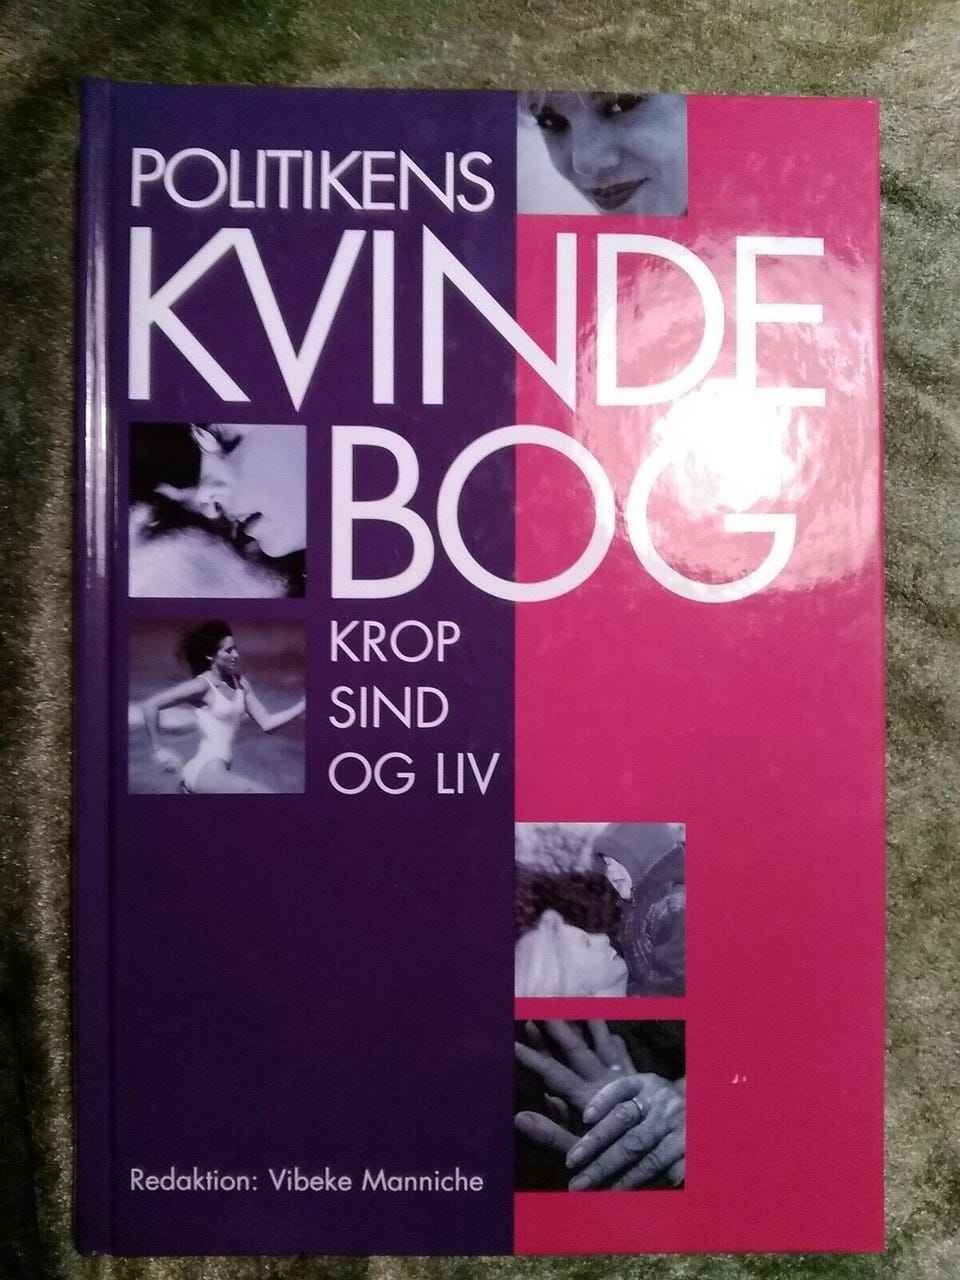 POLITIKENS
KVINDE
BOG
KROP
SIND
OG LIV
Redaktion: Vibeke Manniche